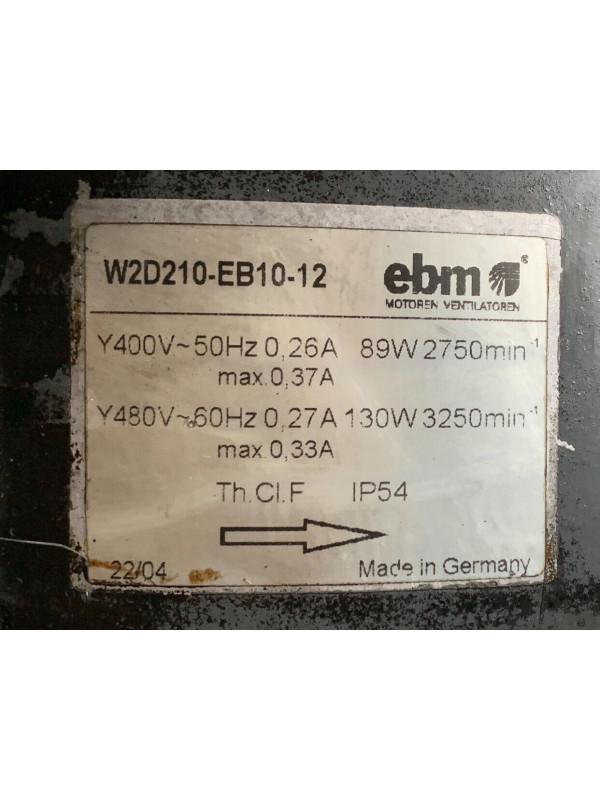 W2D210-EB10-12
ebm®
MOTOREN VENTILATOREN
Y400V~50Hz 0,26A 89W 2750min⁻¹
max.0,37A
Y480V~60Hz 0,27A 130W 3250min⁻¹
max.0,33A
Th.Cl.F IP54
22/04 Made in Germany